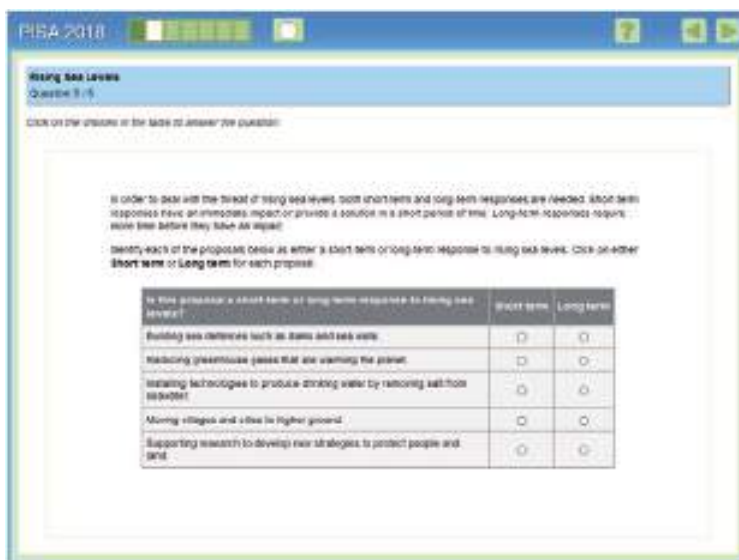 PISA 2018
?
Rising Sea Levels
Question 5 / 6
Click on the choices in the table to answer the question.
In order to deal with the threat of rising sea levels, both short-term and long-term responses are needed. Short-term
responses have an immediate impact or provide a solution in a short period of time. Long-term responses require
more time before they have an impact.
Identify each of the proposals below as either a short-term or long-term response to rising sea levels. Click on either
Short term or Long term for each proposal.
Is this proposal a short-term or long-term response to rising sea
levels?
Short term
Long term
Building sea defences such as dams and sea walls.
Reducing greenhouse gases that are warming the planet.
Installing technologies to produce drinking water by removing salt from
seawater.
Moving villages and cities to higher ground.
Supporting research to develop new strategies to protect people and
land.